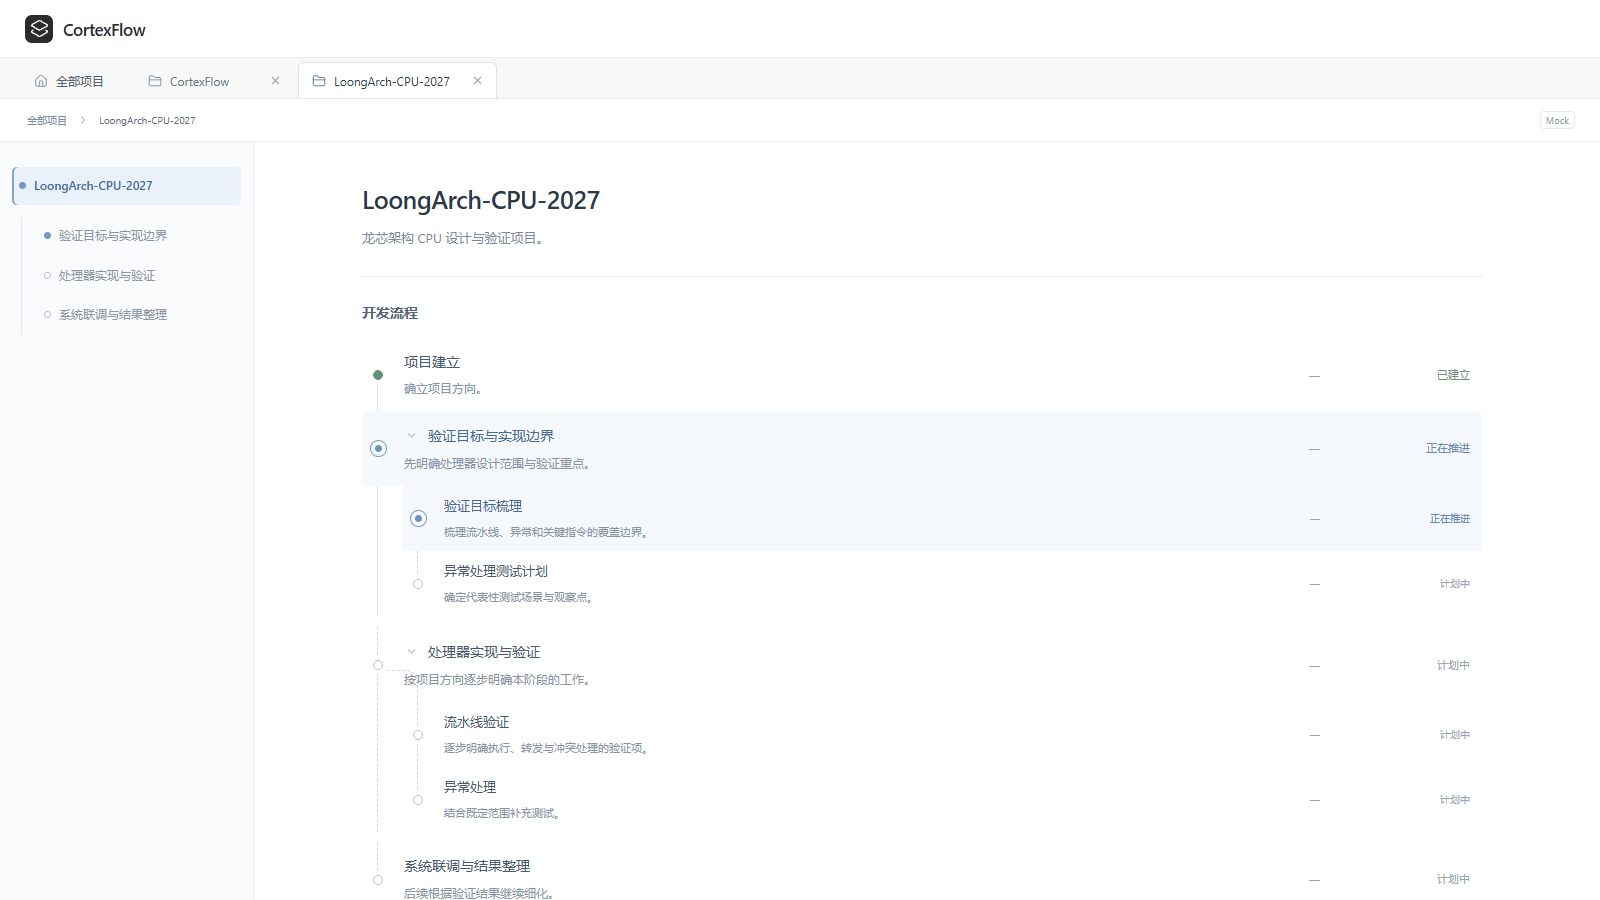 CortexFlow
全部项目
CortexFlow
LoongArch-CPU-2027
全部项目
LoongArch-CPU-2027
Mock
LoongArch-CPU-2027
验证目标与实现边界
处理器实现与验证
系统联调与结果整理
LoongArch-CPU-2027
龙芯架构 CPU 设计与验证项目。
开发流程
项目建立
确立项目方向。
—
已建立
验证目标与实现边界
先明确处理器设计范围与验证重点。
—
正在推进
验证目标梳理
梳理流水线、异常和关键指令的覆盖边界。
—
正在推进
异常处理测试计划
确定代表性测试场景与观察点。
—
计划中
处理器实现与验证
按项目方向逐步明确本阶段的工作。
—
计划中
流水线验证
逐步明确执行、转发与冲突处理的验证项。
—
计划中
异常处理
结合既定范围补充测试。
—
计划中
系统联调与结果整理
后续根据验证结果继续细化。
—
计划中